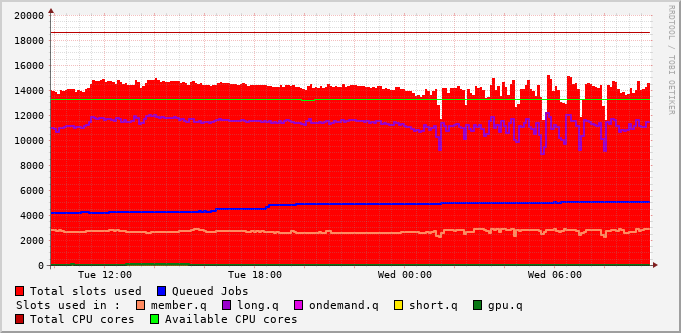 20000
18000
16000
14000
12000
10000
8000
6000
4000
2000
0
Tue 12:00 Tue 18:00 Wed 00:00 Wed 06:00
Total slots used Queued Jobs
Slots used in : member.q long.q ondemand.q short.q gpu.q
Total CPU cores Available CPU cores
RRDTOOL / TOBI OETIKER